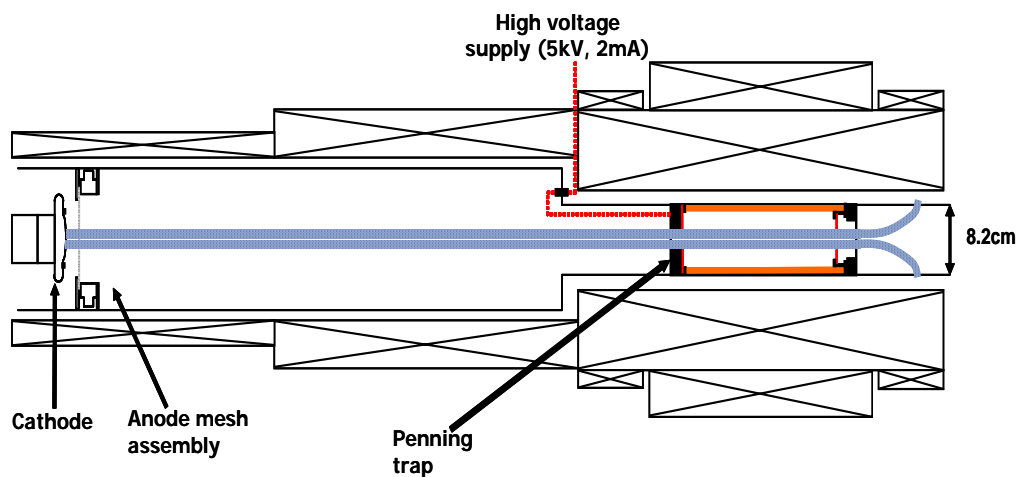 High voltage
supply (5kV, 2mA)
8.2cm
Cathode
Anode mesh
assembly
Penning
trap